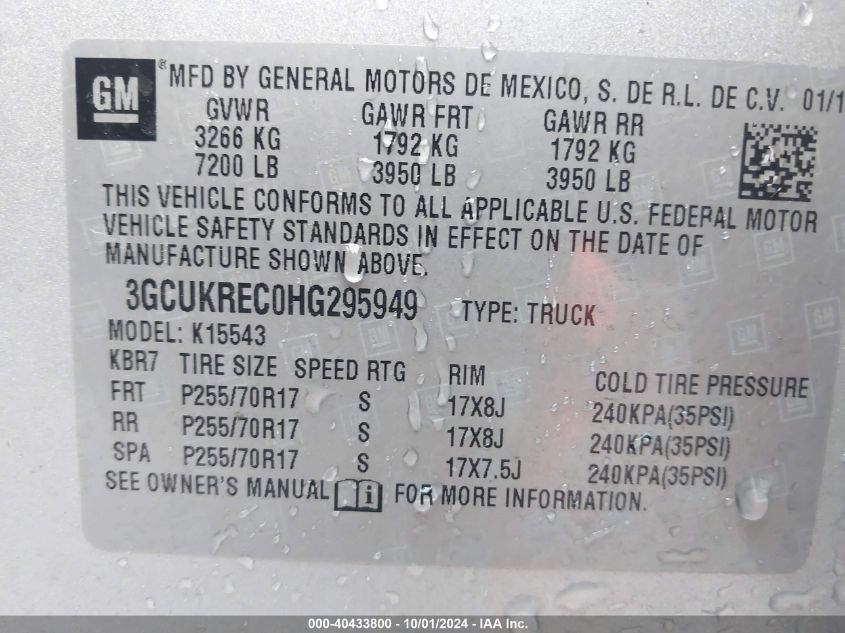 GM
® MFD BY GENERAL MOTORS DE MEXICO, S. DE R.L. DE C.V. 01/1
GVWR GAWR FRT GAWR RR
3266 KG 1792 KG 1792 KG
7200 LB 3950 LB 3950 LB
THIS VEHICLE CONFORMS TO ALL APPLICABLE U.S. FEDERAL MOTOR
VEHICLE SAFETY STANDARDS IN EFFECT ON THE DATE OF
MANUFACTURE SHOWN ABOVE.
3GCUKREC0HG295949 TYPE: TRUCK
MODEL: K15543
KBR7 TIRE SIZE SPEED RTG RIM COLD TIRE PRESSURE
FRT P255/70R17 S 17X8J 240KPA(35PSI)
RR P255/70R17 S 17X8J 240KPA(35PSI)
SPA P255/70R17 S 17X7.5J 240KPA(35PSI)
SEE OWNER'S MANUAL i FOR MORE INFORMATION.
000-40433800 - 10/01/2024 - IAA, Inc.